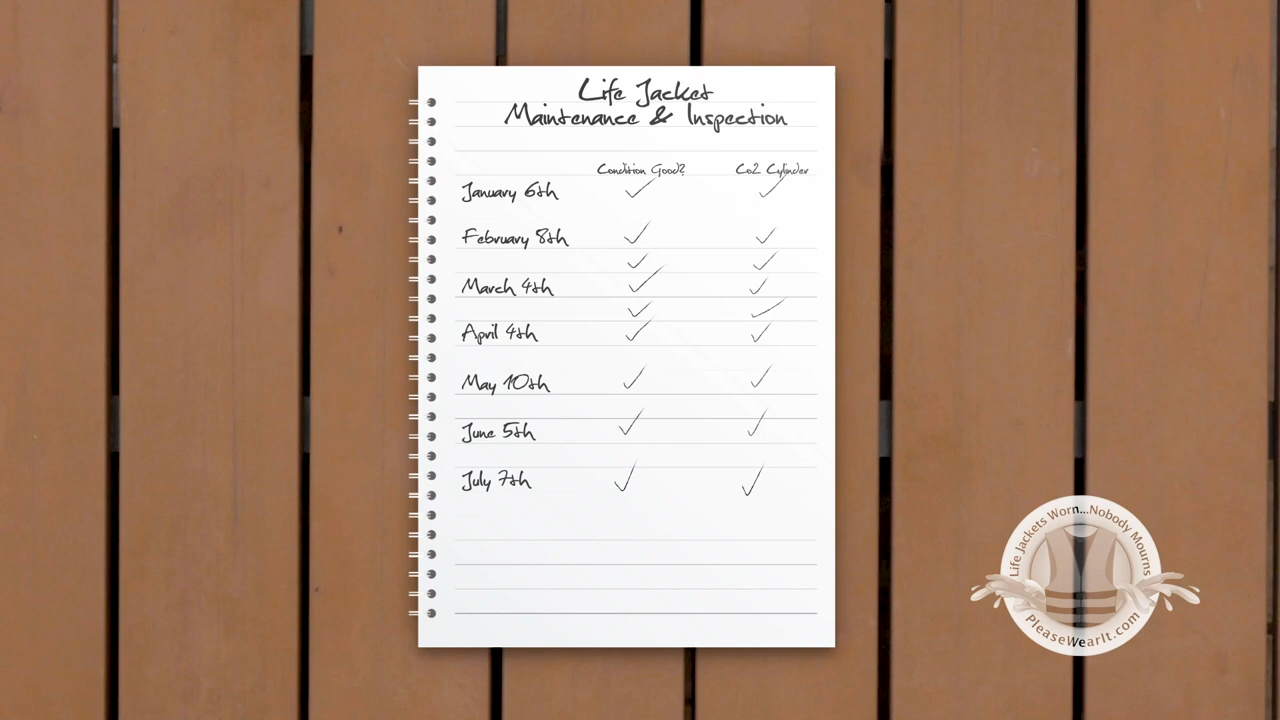 Life Jacket
Maintenance & Inspection
Condition Good? Co2 Cylinder
January 6th
February 8th
March 4th
April 4th
May 10th
June 5th
July 7th
Life Jackets Worn...Nobody Mourns
PleaseWearIt.com